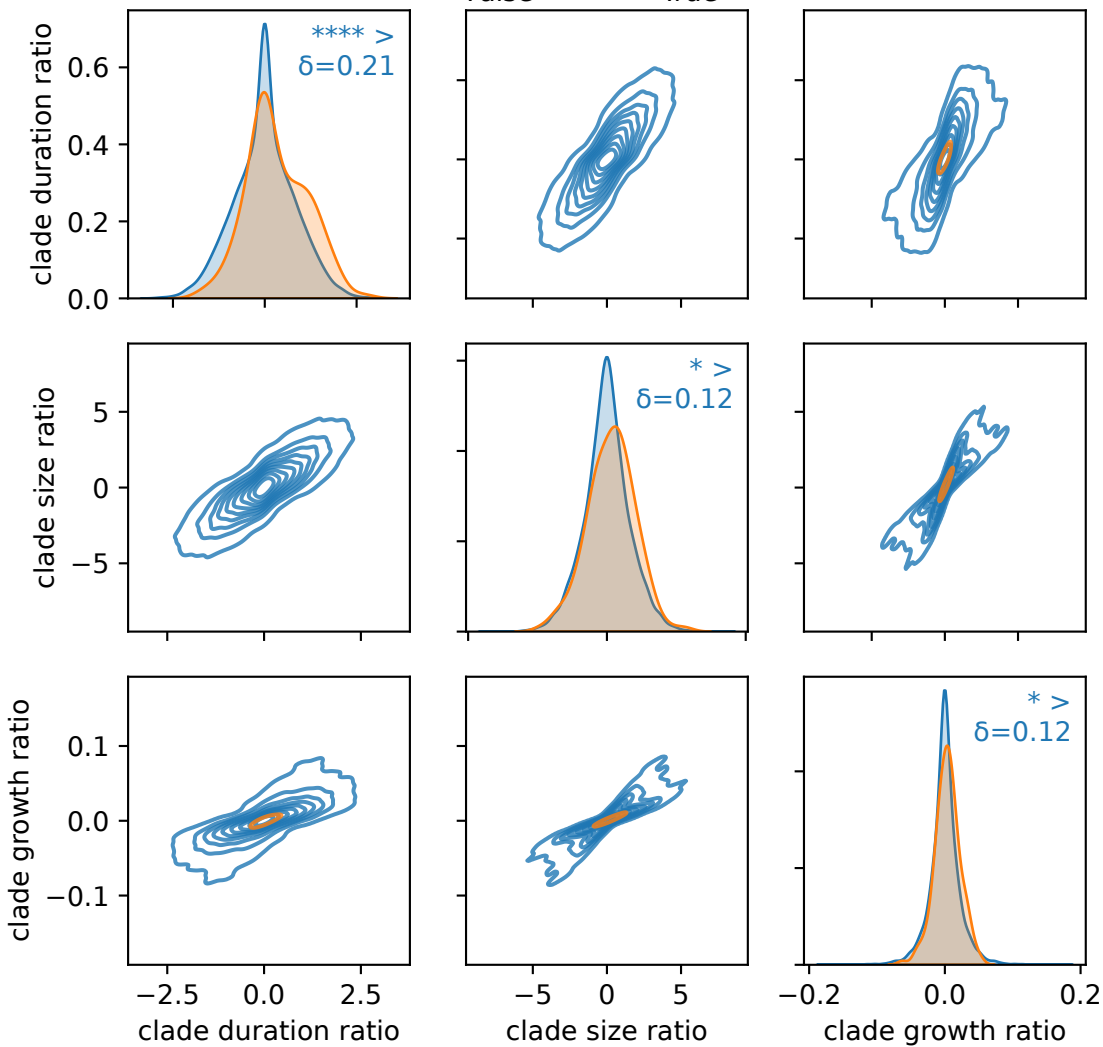 **** >
δ=0.21
clade duration ratio
0.6
0.4
0.2
0.0
* >
δ=0.12
clade size ratio
5
0
−5
* >
δ=0.12
clade growth ratio
0.1
0.0
−0.1
−2.5 0.0 2.5
−5 0 5
−0.2 0.0 0.2
clade duration ratio
clade size ratio
clade growth ratio